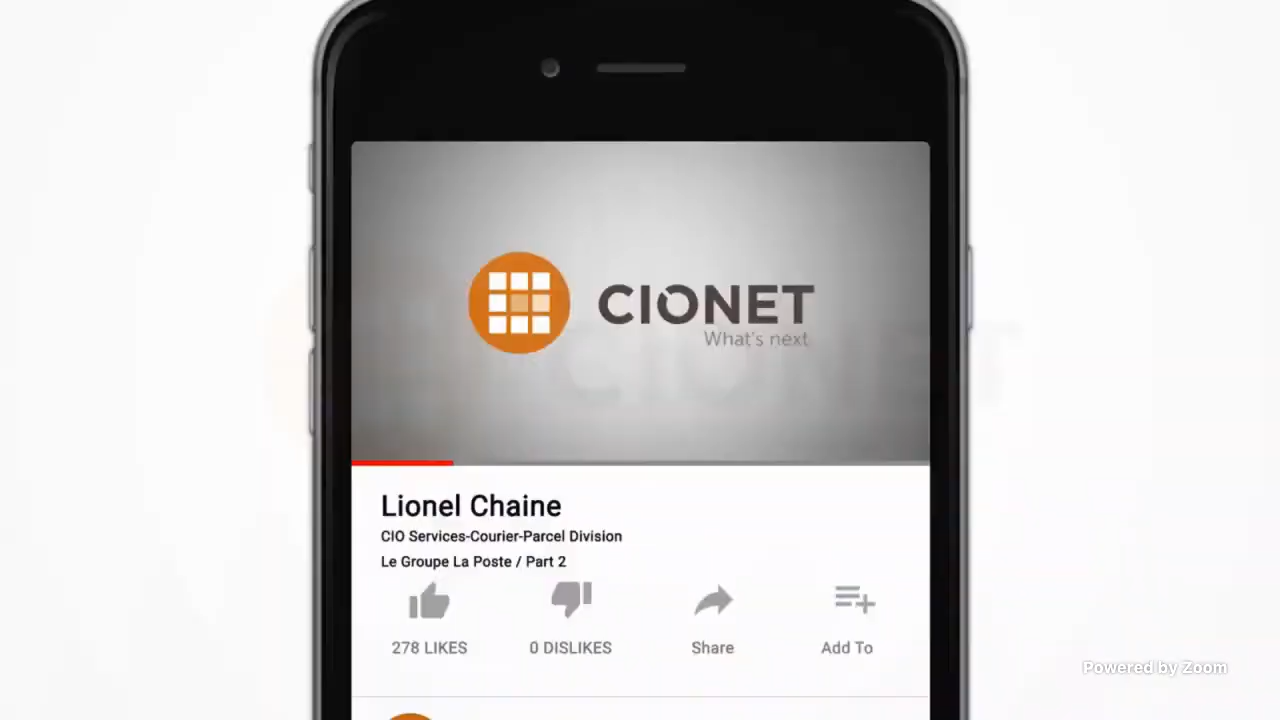 CIONET
What's next
Lionel Chaine
CIO Services-Courier-Parcel Division
Le Groupe La Poste / Part 2
278 LIKES
0 DISLIKES
Share
Add To
Powered by Zoom
CIONET